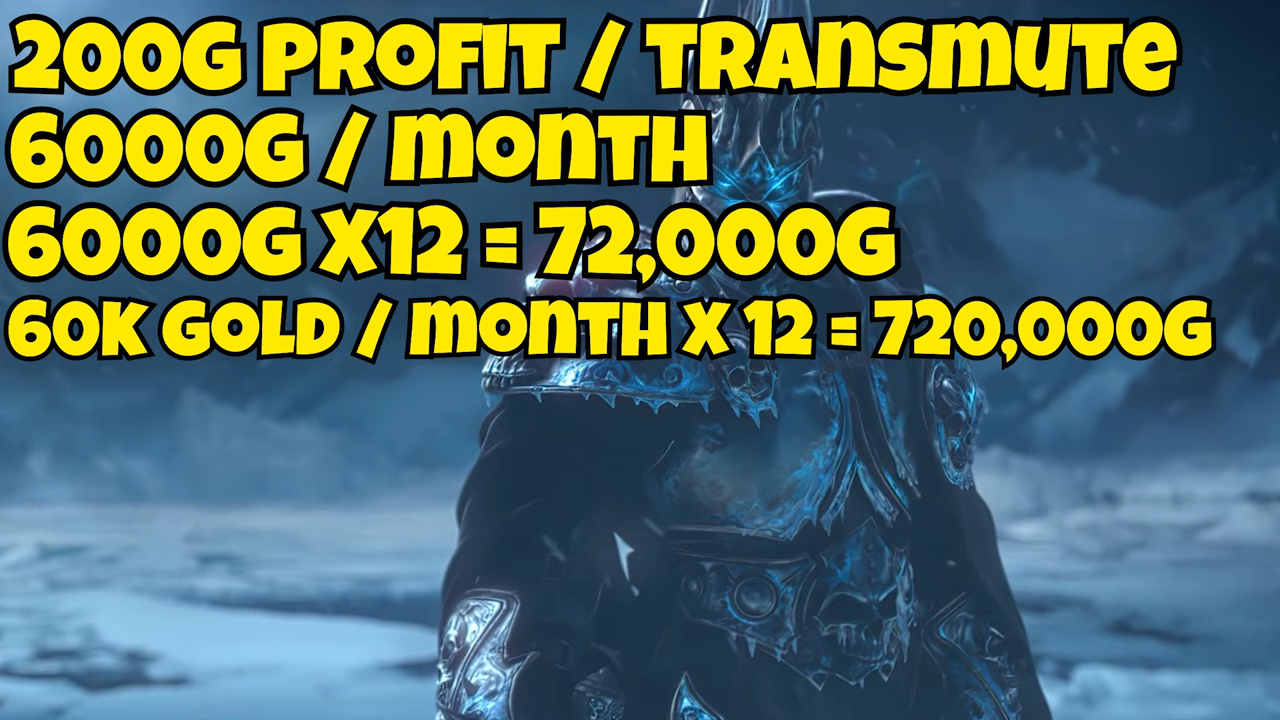 200G PROFIT / TRANSMUTE
6000G / MONTH
6000G X12 = 72,000G
60K GOLD / MONTH X 12 = 720,000G